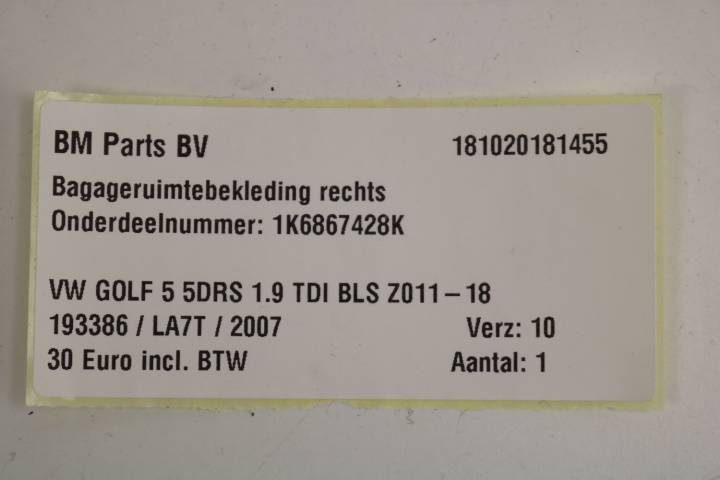 BM Parts BV 181020181455
Bagageruimtebekleding rechts
Onderdeelnummer: 1K6867428K
VW GOLF 5 5DRS 1.9 TDI BLS Z011-18
193386 / LA7T / 2007 Verz: 10
30 Euro incl. BTW Aantal: 1